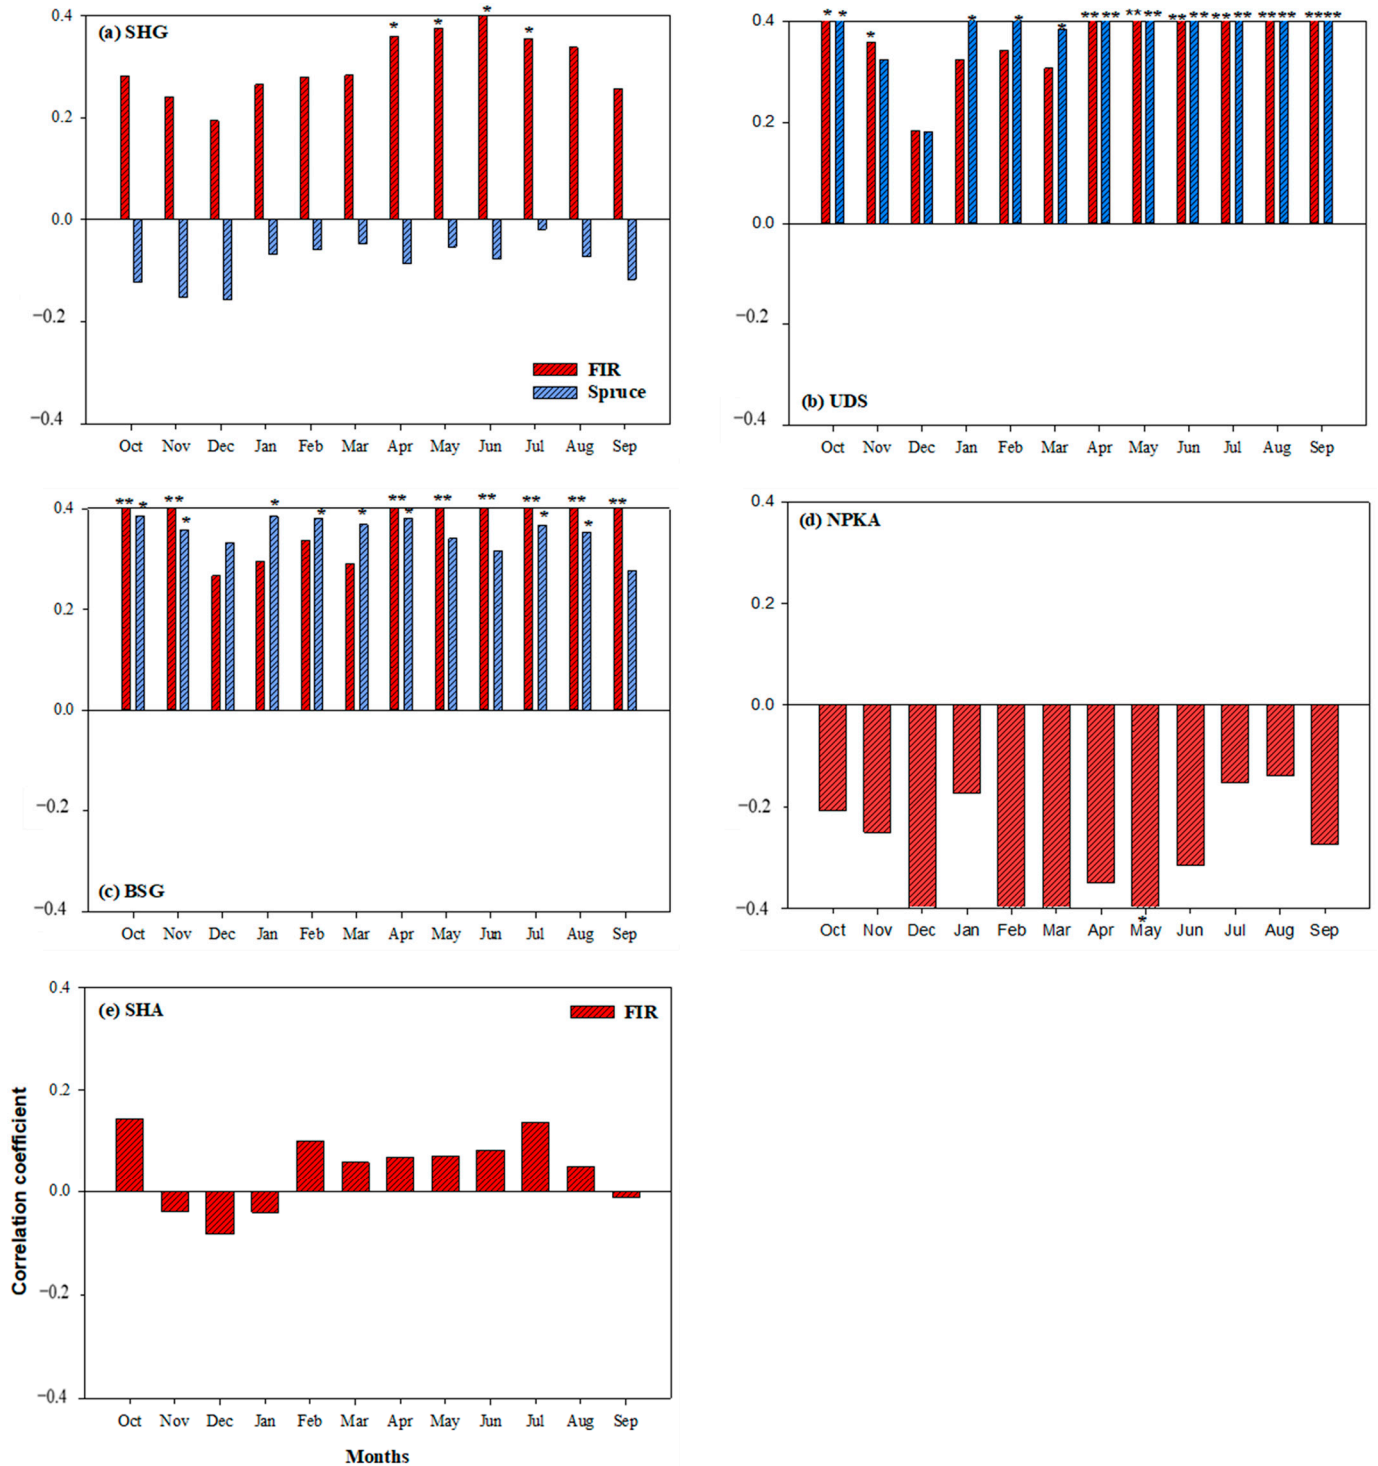 (a) SHG
0.4
0.2
0.0
−0.2
−0.4
* * * *
FIR
Spruce
Oct Nov Dec Jan Feb Mar Apr May Jun Jul Aug Sep
(b) UDS
0.4
0.2
0.0
−0.2
−0.4
* * * * * * ** ** ** ** ** ** ** ** ** ** ** **
Oct Nov Dec Jan Feb Mar Apr May Jun Jul Aug Sep
(c) BSG
0.4
0.2
0.0
−0.2
−0.4
** * ** * * * * ** * ** ** ** * ** * **
Oct Nov Dec Jan Feb Mar Apr May Jun Jul Aug Sep
(d) NPKA
0.4
0.2
0.0
−0.2
−0.4
*
Oct Nov Dec Jan Feb Mar Apr May Jun Jul Aug Sep
(e) SHA
FIR
0.4
0.2
0.0
−0.2
−0.4
Correlation coefficient
Oct Nov Dec Jan Feb Mar Apr May Jun Jul Aug Sep
Months